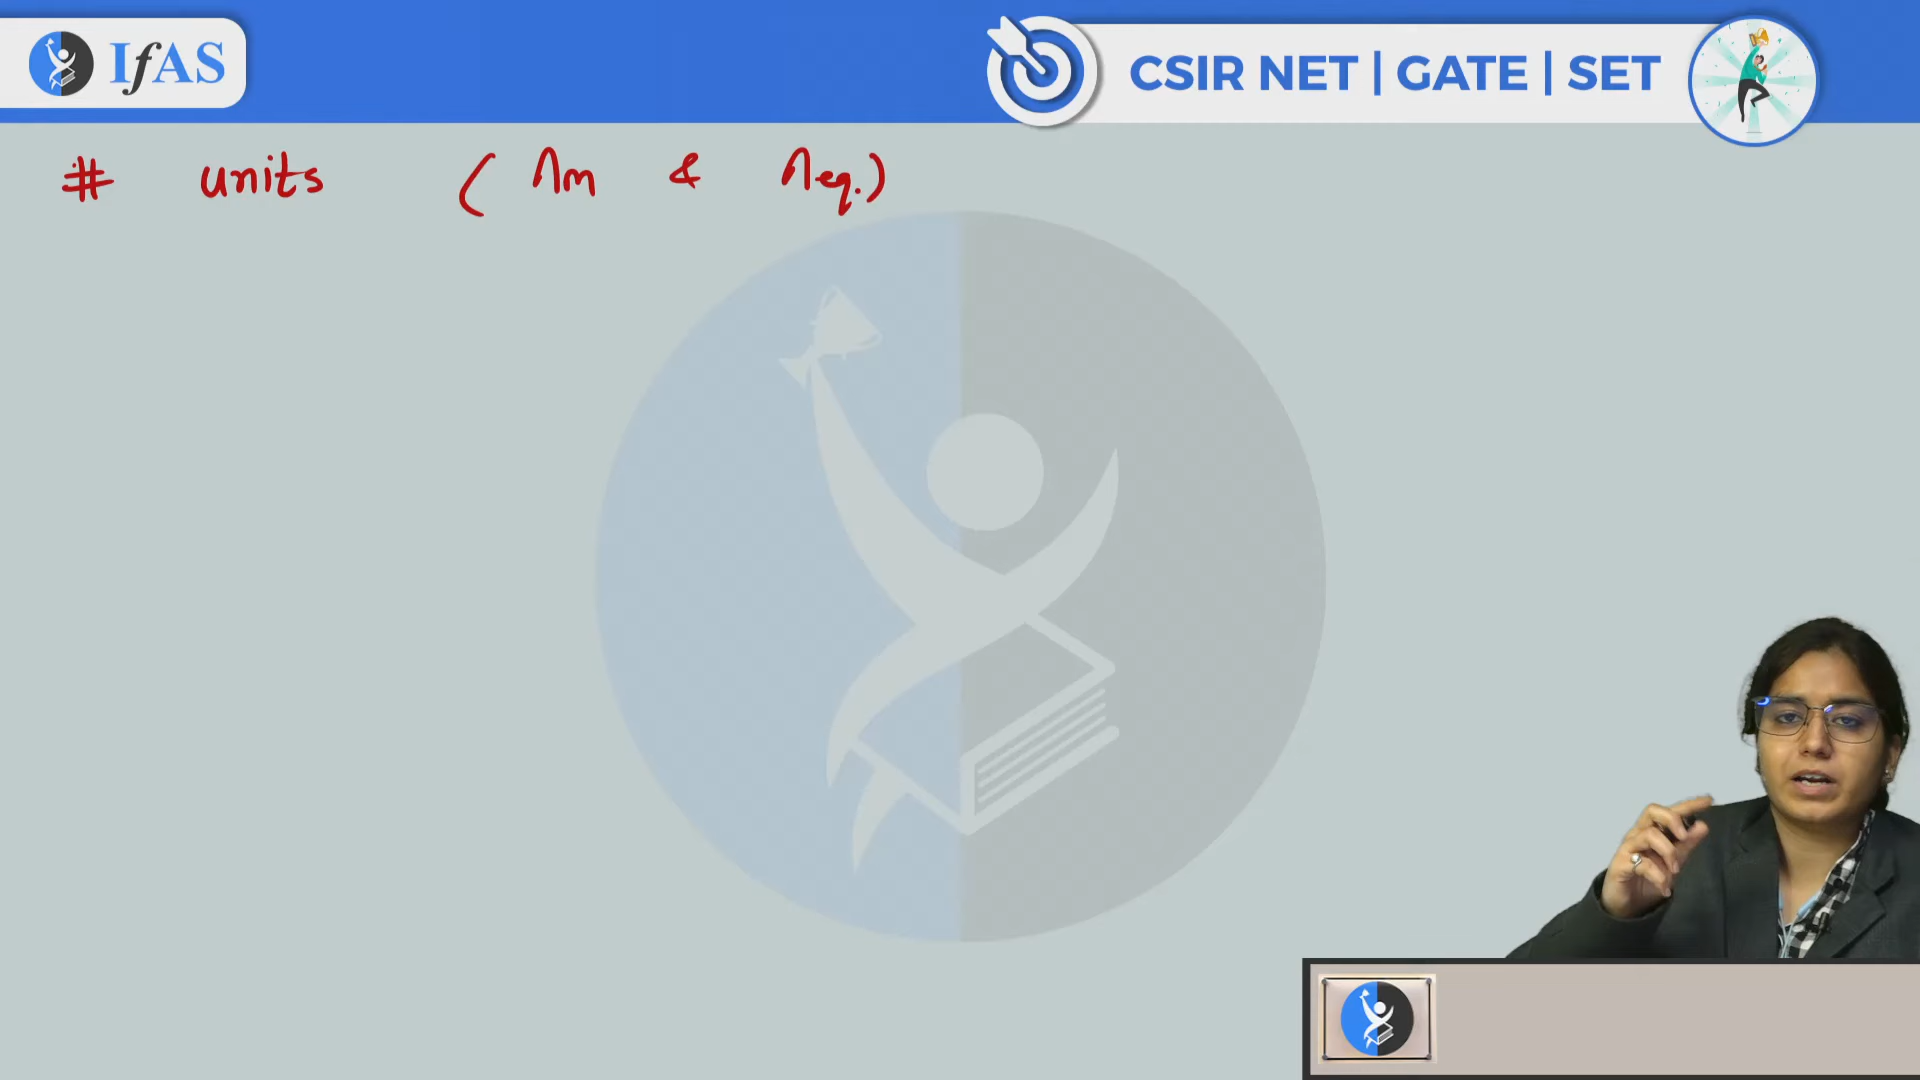 IfAS
CSIR NET | GATE | SET
# units ( Λm & Λeq.)